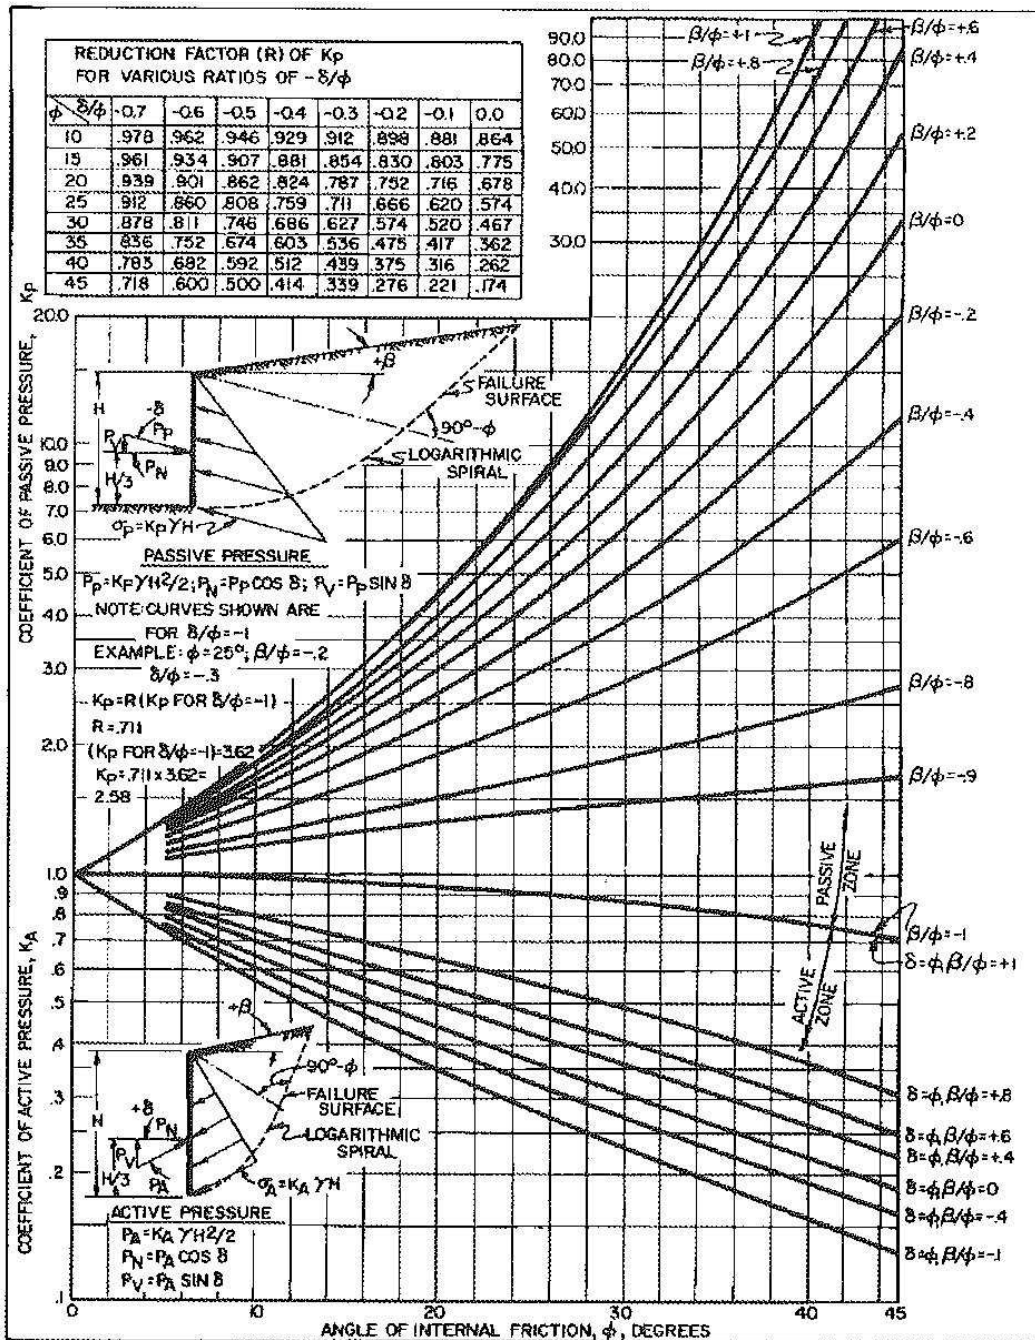 REDUCTION FACTOR (R) OF Kp
FOR VARIOUS RATIOS OF -δ/φ
φ δ/φ -0.7 -0.6 -0.5 -0.4 -0.3 -0.2 -0.1 0.0
10 .978 .962 .946 .929 .912 .898 .881 .864
15 .961 .934 .907 .881 .854 .830 .803 .775
20 .939 .901 .862 .824 .787 .752 .716 .678
25 .912 .860 .808 .759 .711 .666 .620 .574
30 .878 .811 .746 .686 .627 .574 .520 .467
35 .836 .752 .674 .603 .536 .475 .417 .362
40 .783 .682 .592 .512 .439 .375 .316 .262
45 .718 .600 .500 .414 .339 .276 .221 .174
90.0
80.0
70.0
60.0
50.0
40.0
30.0
β/φ=+1
β/φ=+.8
β/φ=+.6
β/φ=+.4
β/φ=+.2
β/φ=0
β/φ=-.2
β/φ=-.4
β/φ=-.6
β/φ=-.8
β/φ=-.9
β/φ=-1
δ=φ,β/φ=+1
δ=φ,β/φ=+.8
δ=φ,β/φ=+.6
δ=φ,β/φ=+.4
δ=φ,β/φ=0
δ=φ,β/φ=-.4
δ=φ,β/φ=-.1
PASSIVE
ZONE
ACTIVE
ZONE
COEFFICIENT OF PASSIVE PRESSURE, Kp
20.0
10.0
9.0
8.0
7.0
6.0
5.0
4.0
3.0
2.0
1.0
.9
.8
.7
.6
.5
.4
.3
.2
.1
COEFFICIENT OF ACTIVE PRESSURE, KA
+β
H
-δ
Pp
PV
PN
H/3
σp=KpγH
FAILURE
SURFACE
90°-φ
LOGARITHMIC
SPIRAL
PASSIVE PRESSURE
Pp=KpγH²/2; PN=Pp COS δ; PV=Pp SIN δ
NOTE: CURVES SHOWN ARE
FOR δ/φ=-1
EXAMPLE: φ=25°; β/φ=-.2
δ/φ=-.3
Kp=R(Kp FOR δ/φ=-1)
R=.711
(Kp FOR δ/φ=-1)=3.62
Kp=.711x3.62=
2.58
+β
90°-φ
FAILURE
SURFACE
LOGARITHMIC
SPIRAL
H
+δ
PN
PV
H/3
PA
σA=KAγH
ACTIVE PRESSURE
PA=KAγH²/2
PN=PA COS δ
PV=PA SIN δ
0 10 20 30 40 45
ANGLE OF INTERNAL FRICTION, φ, DEGREES